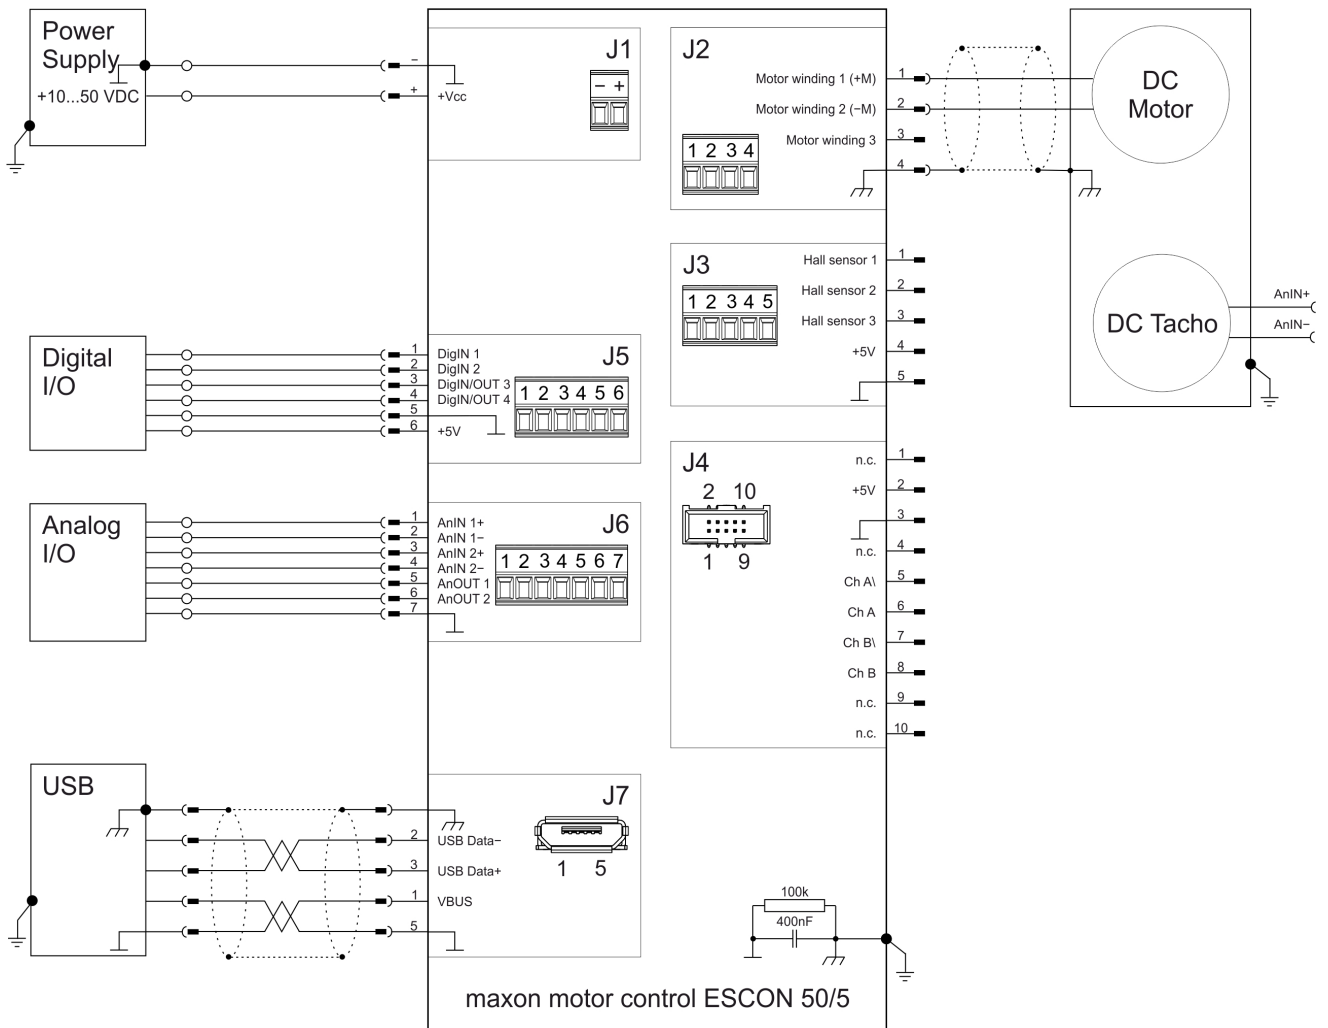 Power
Supply
+10...50 VDC
−
+
+Vcc
J1
− +
J2
Motor winding 1 (+M)
1
Motor winding 2 (−M)
2
Motor winding 3
3
4
1 2 3 4
DC
Motor
J3
Hall sensor 1
1
Hall sensor 2
2
Hall sensor 3
3
+5V
4
5
1 2 3 4 5
DC Tacho
AnIN+
AnIN−
Digital
I/O
1
DigIN 1
2
DigIN 2
3
DigIN/OUT 3
4
DigIN/OUT 4
5
6
+5V
J5
1 2 3 4 5 6
J4
2 10
1 9
n.c.
1
+5V
2
3
n.c.
4
Ch A\
5
Ch A
6
Ch B\
7
Ch B
8
n.c.
9
n.c.
10
Analog
I/O
1
AnIN 1+
2
AnIN 1−
3
AnIN 2+
4
AnIN 2−
5
AnOUT 1
6
AnOUT 2
7
J6
1 2 3 4 5 6 7
USB
2
USB Data−
3
USB Data+
1
VBUS
5
J7
1 5
100k
400nF
maxon motor control ESCON 50/5